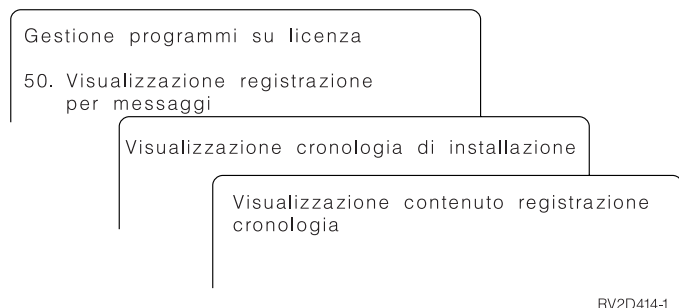 Gestione programmi su licenza
50. Visualizzazione registrazione
per messaggi
Visualizzazione cronologia di installazione
Visualizzazione contenuto registrazione
cronologia
RV2D414-1